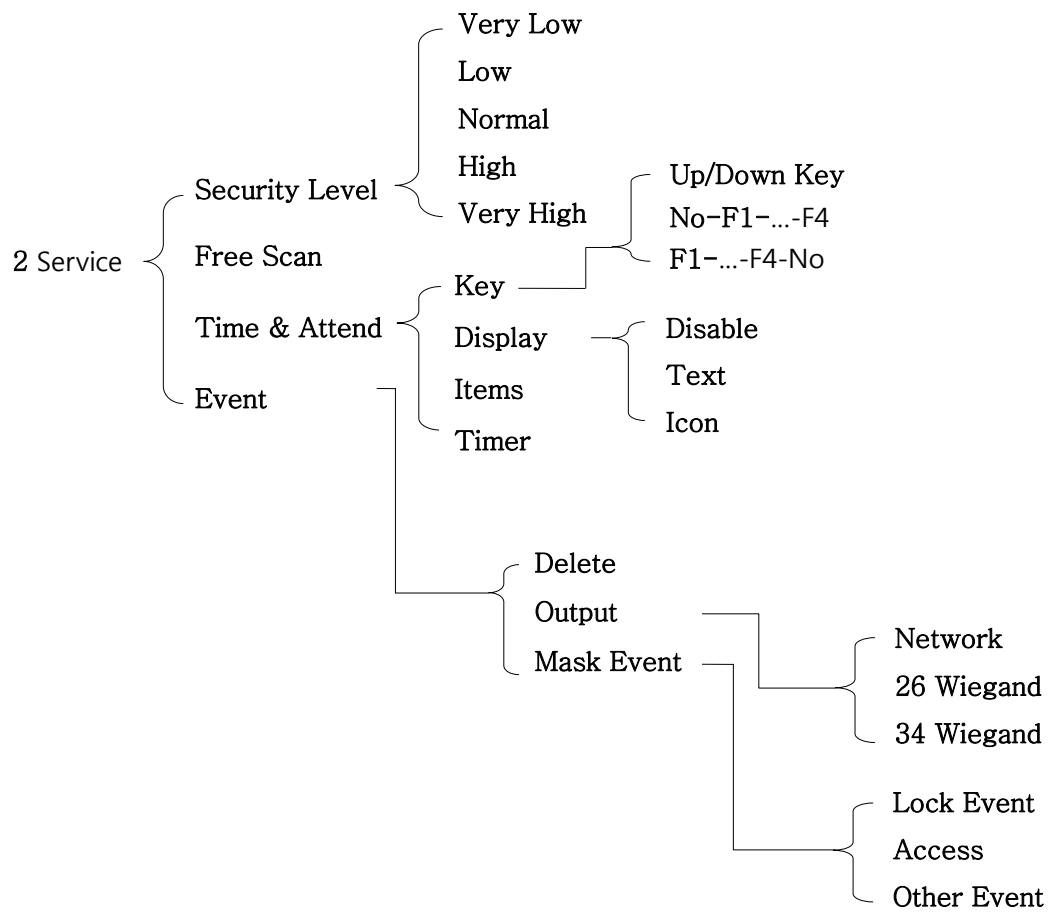 2 Service
Security Level
Free Scan
Time & Attend
Event
Very Low
Low
Normal
High
Very High
Key
Display
Items
Timer
Up/Down Key
No-F1-...-F4
F1-...-F4-No
Disable
Text
Icon
Delete
Output
Mask Event
Network
26 Wiegand
34 Wiegand
Lock Event
Access
Other Event